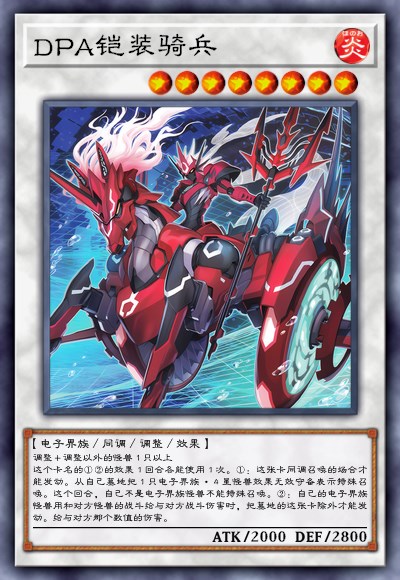 DPA铠装骑兵
ほのお
炎
【电子界族/同调/调整/效果】
调整+调整以外的怪兽1只以上
这个卡名的①②的效果1回合各能使用1次。①:这张卡同调召唤的场合才
能发动。从自己墓地把1只电子界族·4星怪兽效果无效守备表示特殊召
唤。这个回合,自己不是电子界族怪兽不能特殊召唤。②:自己的电子界
族怪兽用和对方怪兽的战斗给与对方战斗伤害时,把墓地的这张卡除外才能发
动。给与对方那个数值的伤害。
ATK/2000 DEF/2800